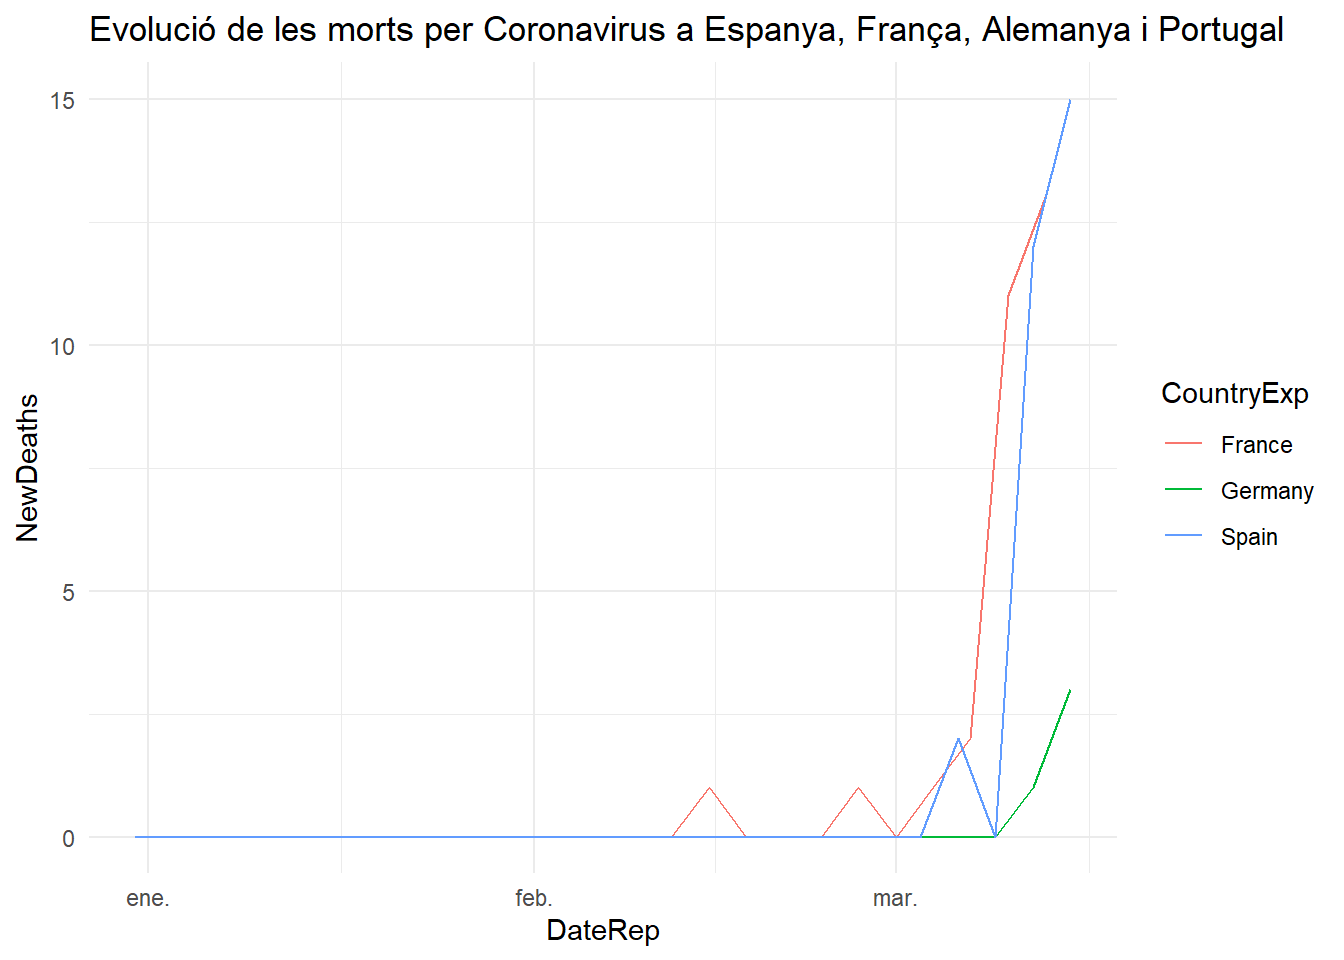 Evolució de les morts per Coronavirus a Espanya, França, Alemanya i Portugal
15
10
5
0
NewDeaths
ene.
feb.
mar.
DateRep
CountryExp
France
Germany
Spain